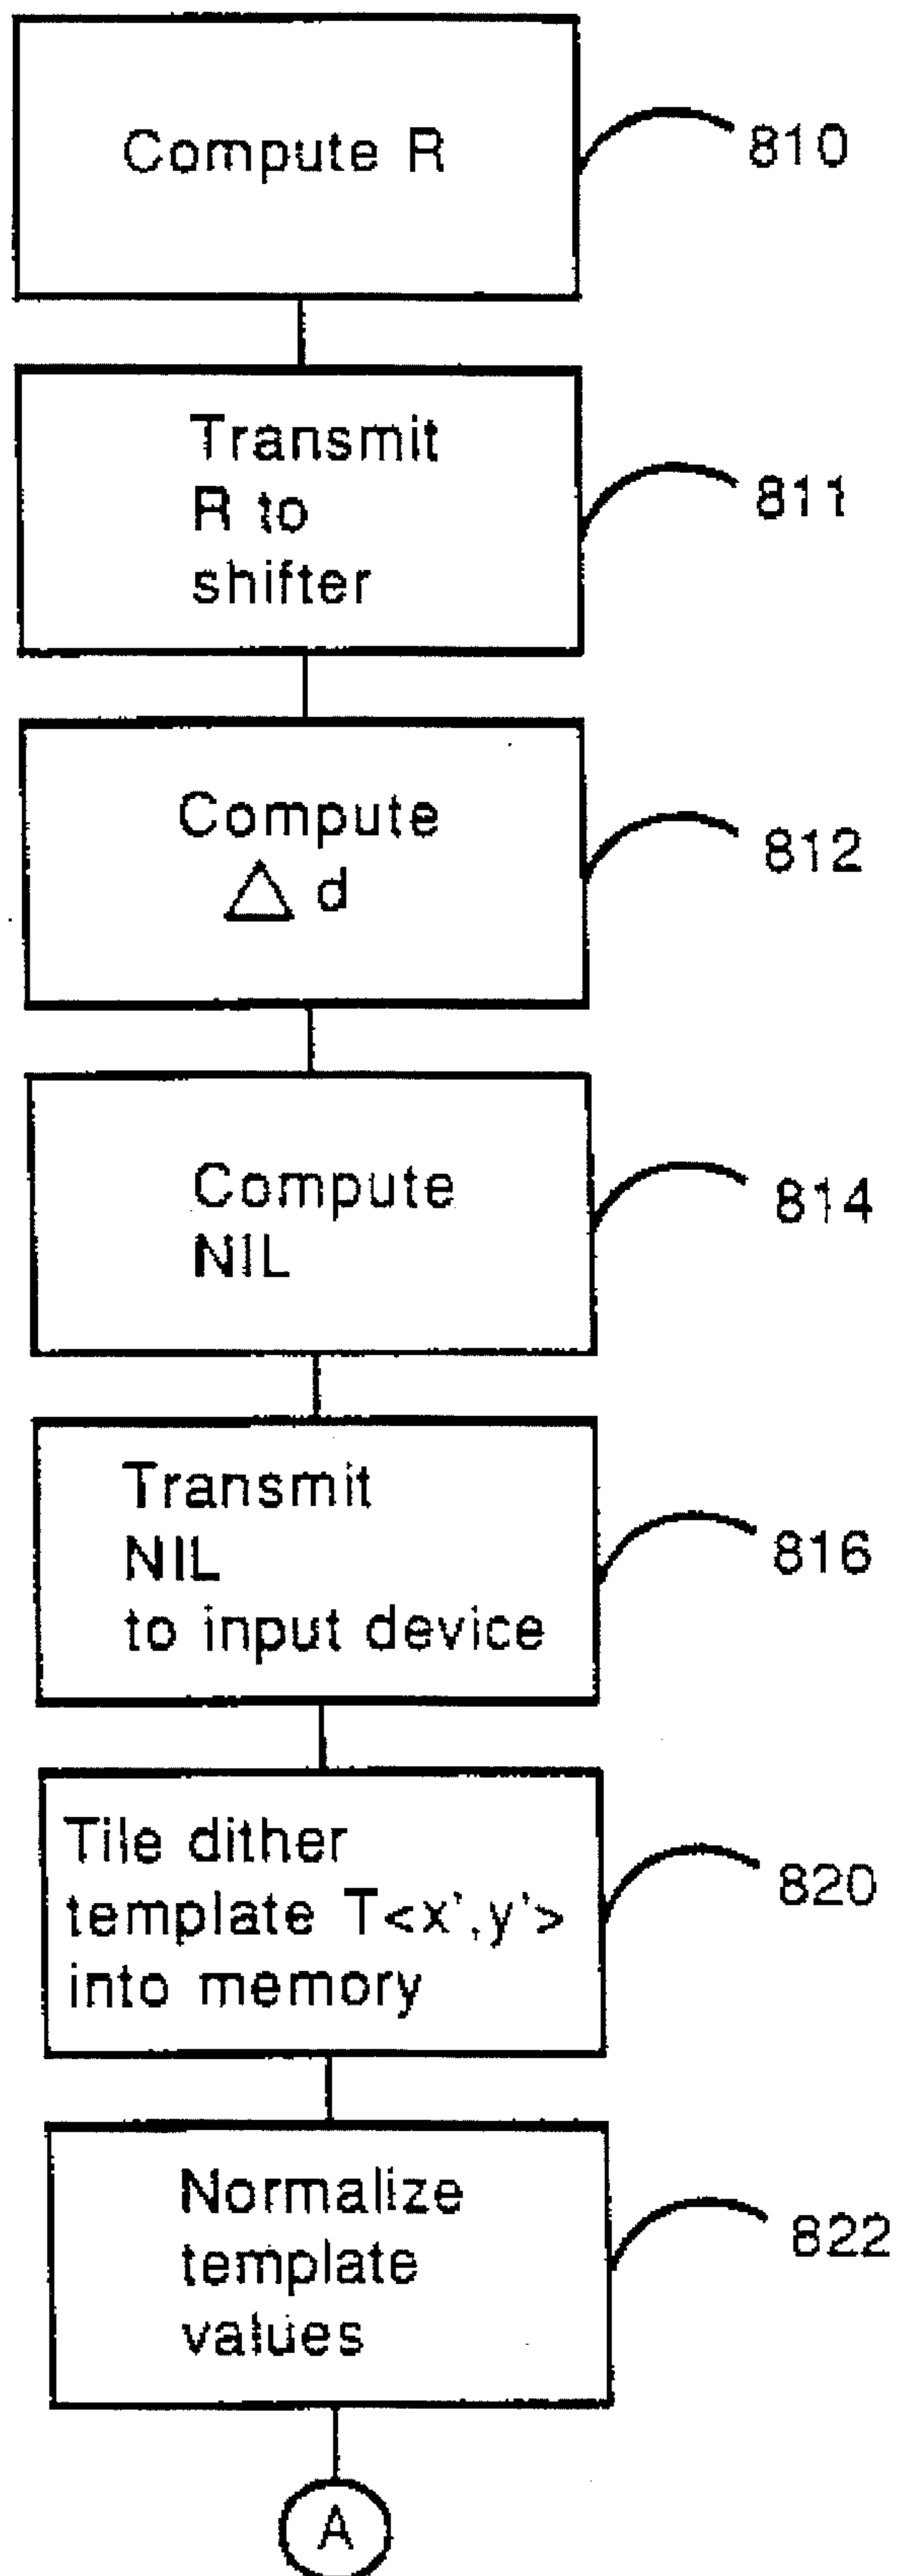 Compute R
810
Transmit
R to
shifter
811
Compute
△ d
812
Compute
NIL
814
Transmit
NIL
to input device
816
Tile dither
template T<x',y'>
into memory
820
Normalize
template
values
822
A